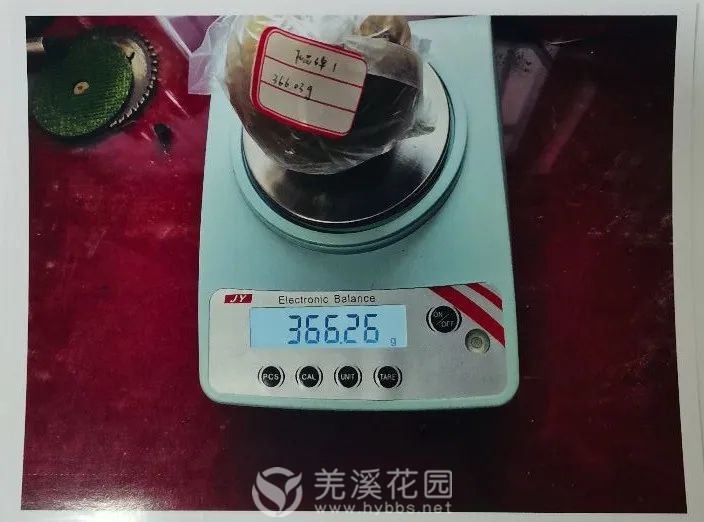 366.03g
JY
Electronic Balance
366.26 g
ON/OFF
PCS CAL UNIT TARE
羌溪花园
www.hybbs.net